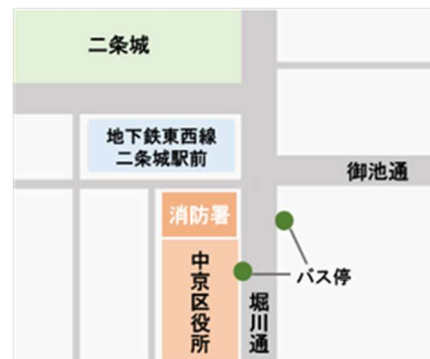 二条城
地下鉄東西線
二条城駅前
御池通
消防署
中京区役所
バス停
堀川通